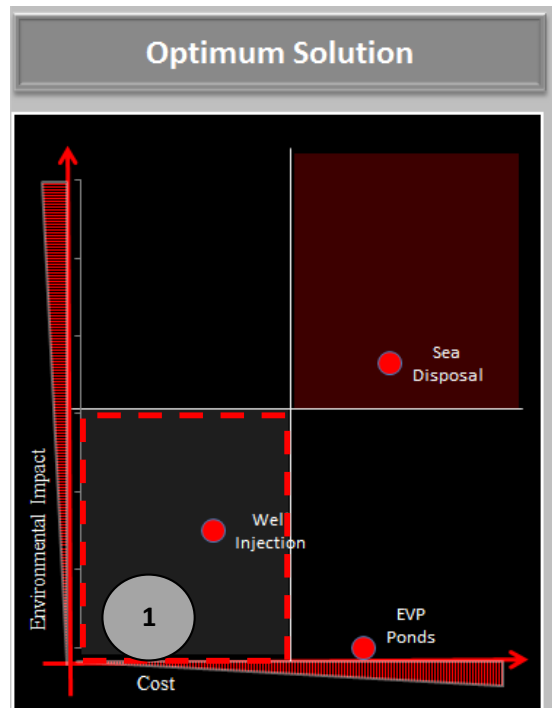 Optimum Solution
Sea
Disposal
Environmental Impact
Wel
Injection
1
EVP
Ponds
Cost